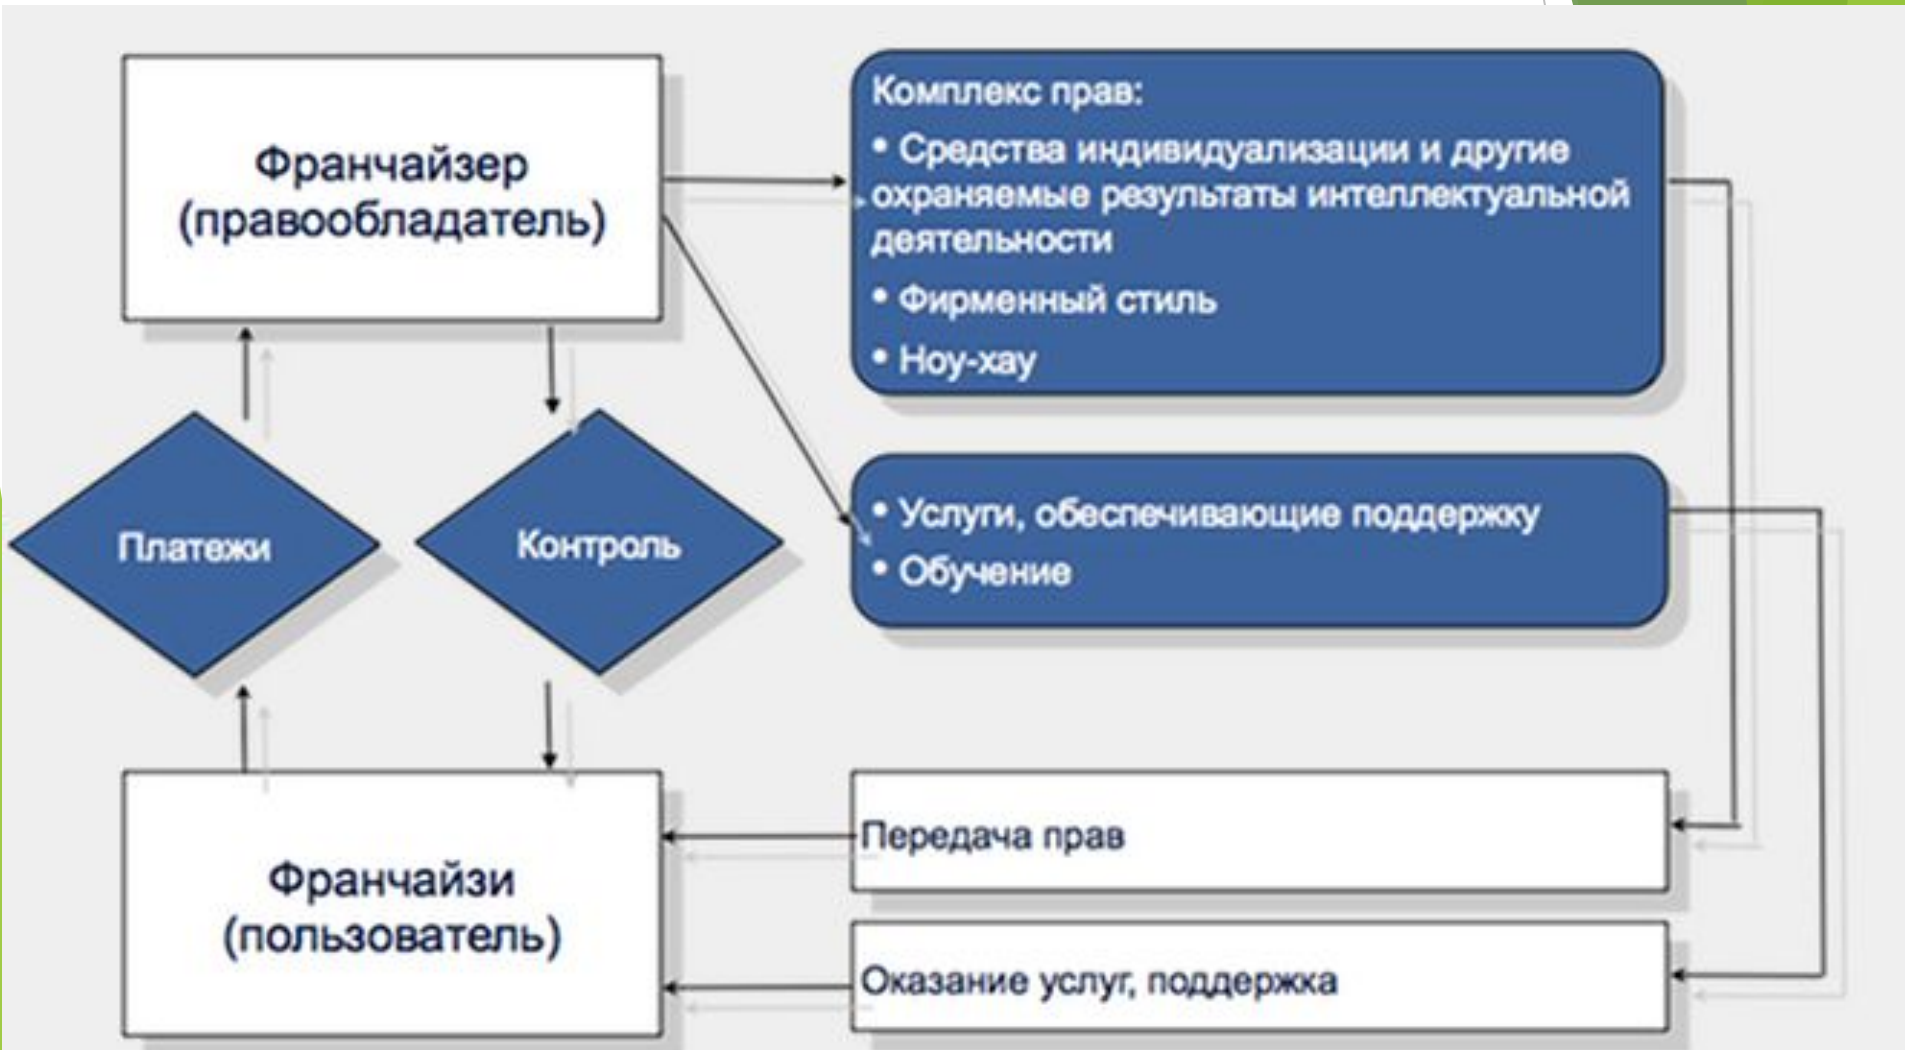 Франчайзер
(правообладатель)
Комплекс прав:
• Средства индивидуализации и другие
охраняемые результаты интеллектуальной
деятельности
• Фирменный стиль
• Ноу-хау
Платежи
Контроль
• Услуги, обеспечивающие поддержку
• Обучение
Франчайзи
(пользователь)
Передача прав
Оказание услуг, поддержка